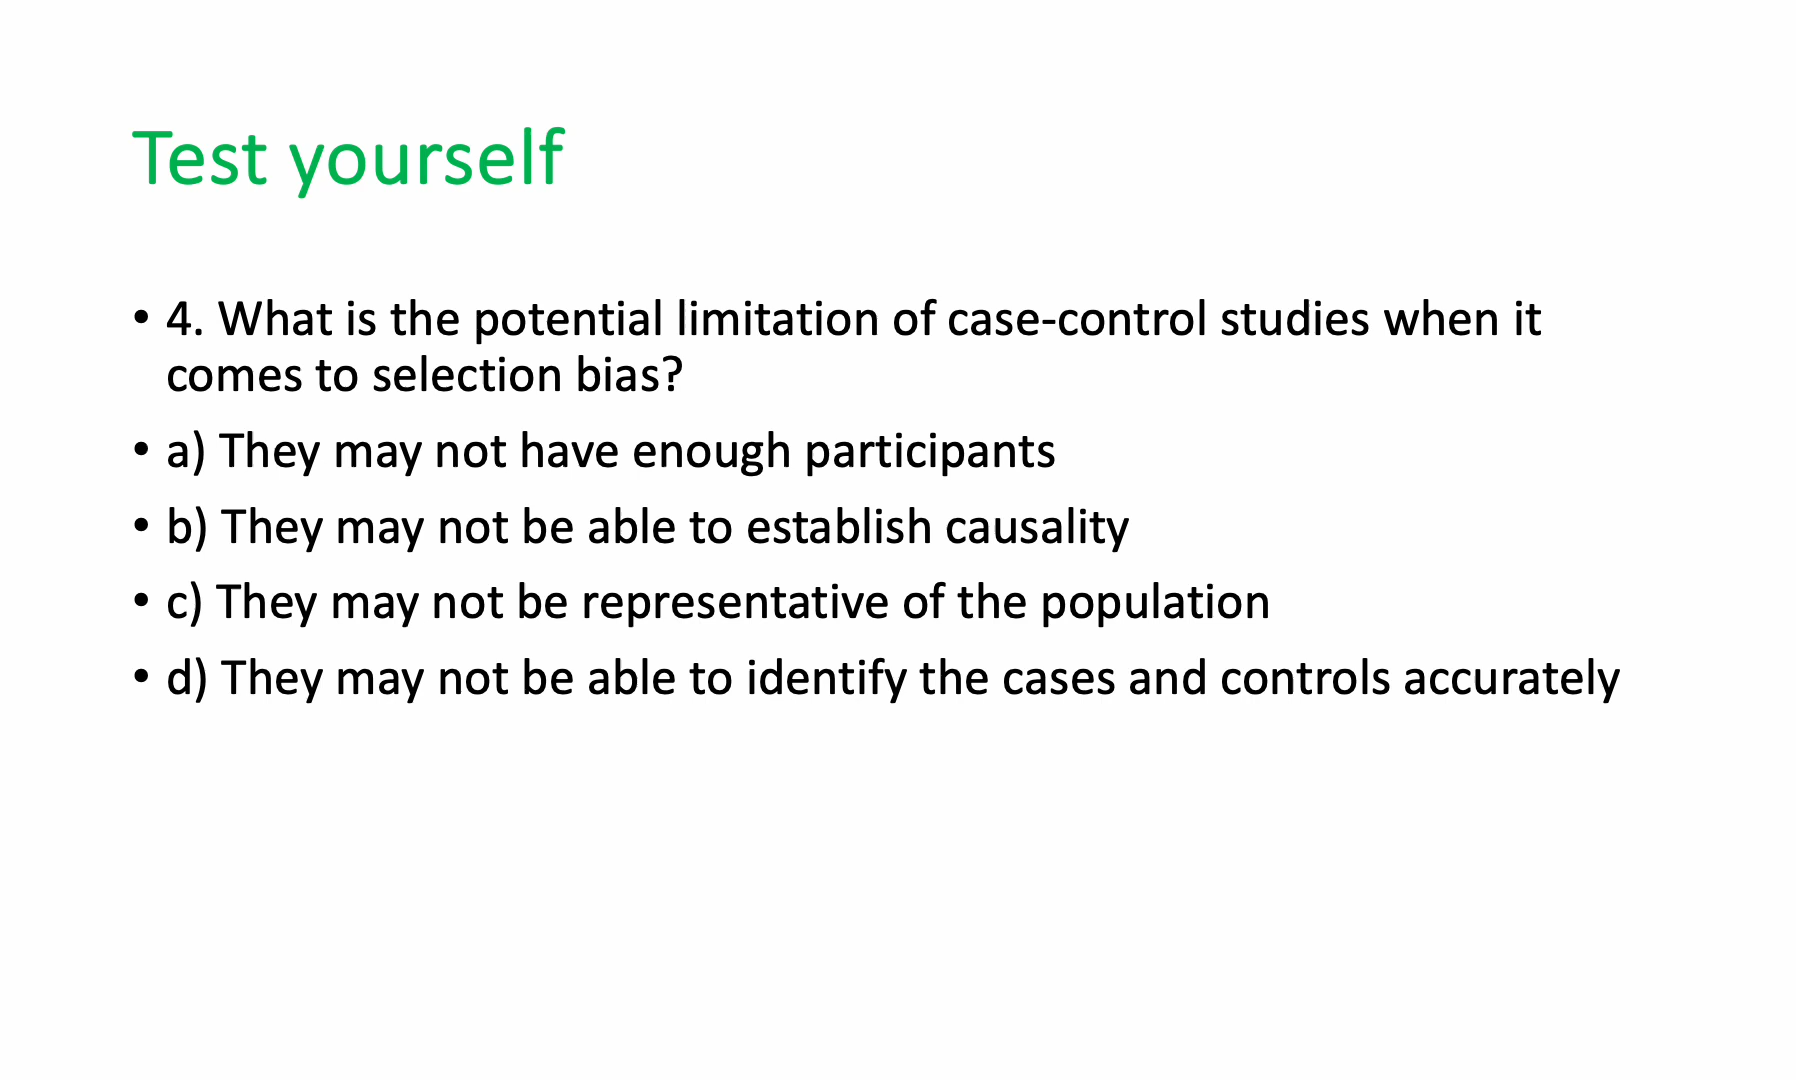 Test yourself
• 4. What is the potential limitation of case-control studies when it
comes to selection bias?
• a) They may not have enough participants
• b) They may not be able to establish causality
• c) They may not be representative of the population
• d) They may not be able to identify the cases and controls accurately